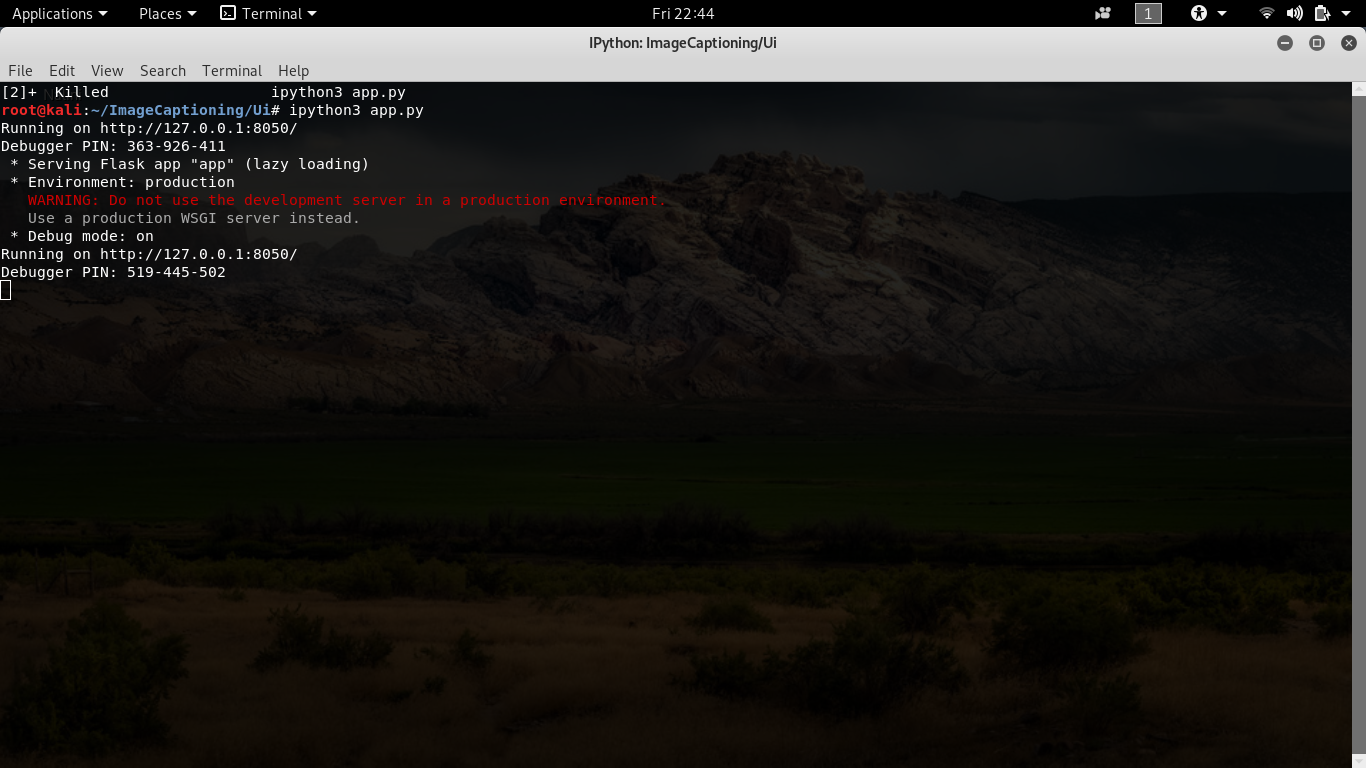 Applications Places Terminal Fri 22:44 1
IPython: ImageCaptioning/Ui
File Edit View Search Terminal Help
[2]+  Killed                  ipython3 app.py
root@kali:~/ImageCaptioning/Ui# ipython3 app.py
Running on http://127.0.0.1:8050/
Debugger PIN: 363-926-411
 * Serving Flask app "app" (lazy loading)
 * Environment: production
   WARNING: Do not use the development server in a production environment.
   Use a production WSGI server instead.
 * Debug mode: on
Running on http://127.0.0.1:8050/
Debugger PIN: 519-445-502